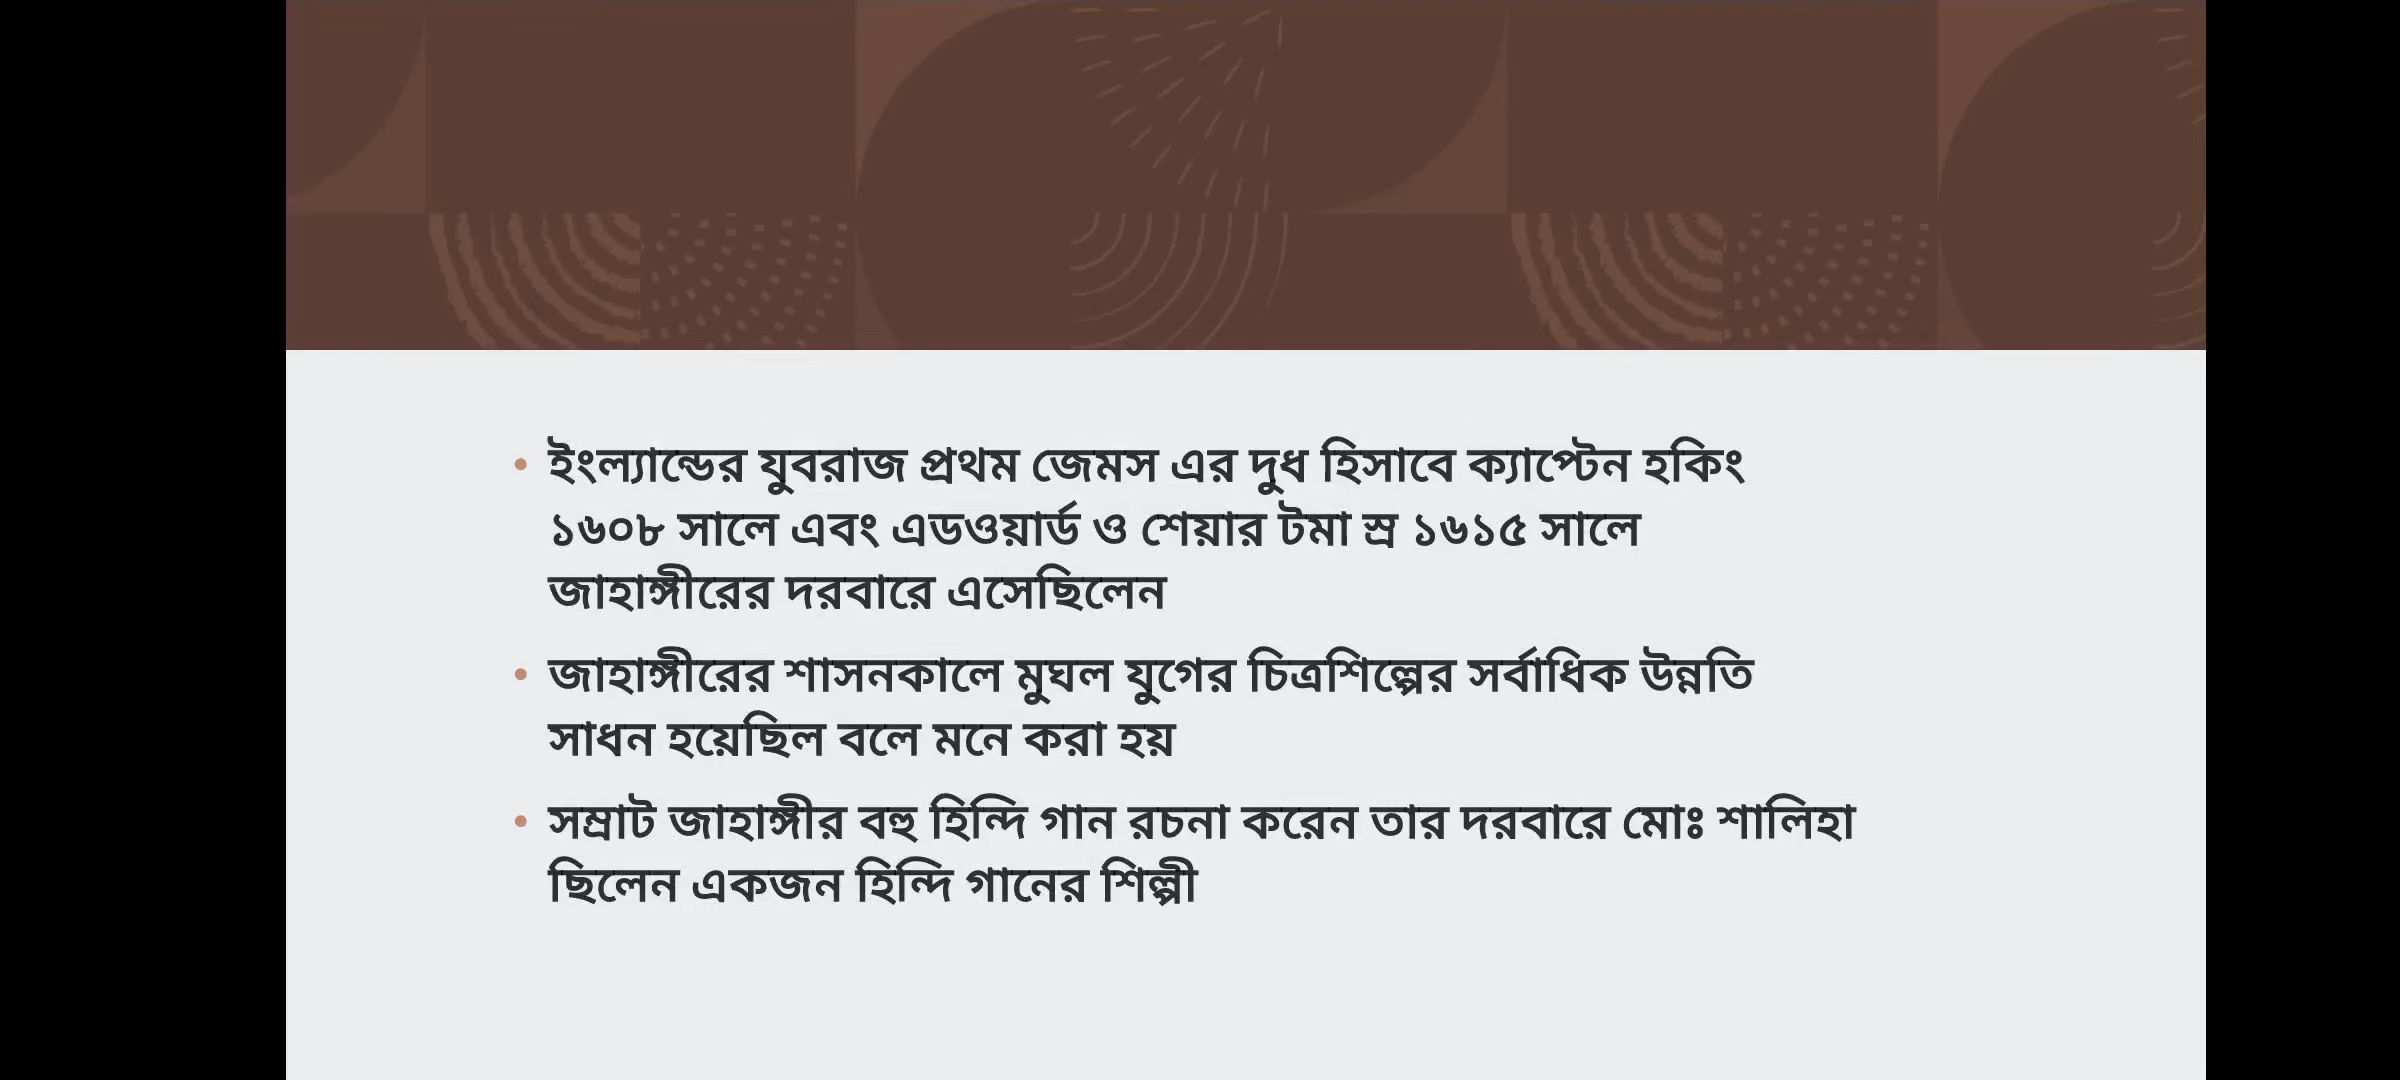 ইংল্যান্ডের যুবরাজ প্রথম জেমস এর দুধ হিসাবে ক্যাপ্টেন হকিং
১৬০৮ সালে এবং এডওয়ার্ড ও শেয়ার টমা স্র ১৬১৫ সালে
জাহাঙ্গীরের দরবারে এসেছিলেন
জাহাঙ্গীরের শাসনকালে মুঘল যুগের চিত্রশিল্পের সর্বাধিক উন্নতি
সাধন হয়েছিল বলে মনে করা হয়
সম্রাট জাহাঙ্গীর বহু হিন্দি গান রচনা করেন তার দরবারে মোঃ শালিহা
ছিলেন একজন হিন্দি গানের শিল্পী